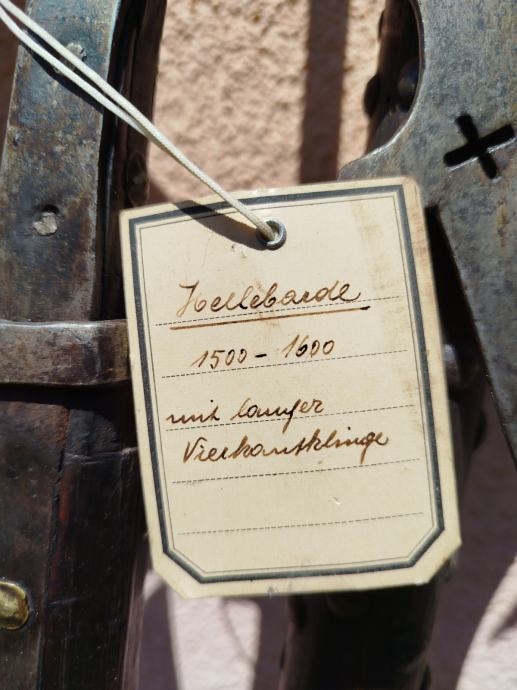 Hellebarde
1500 - 1600
mit langer
Vierkantklinge